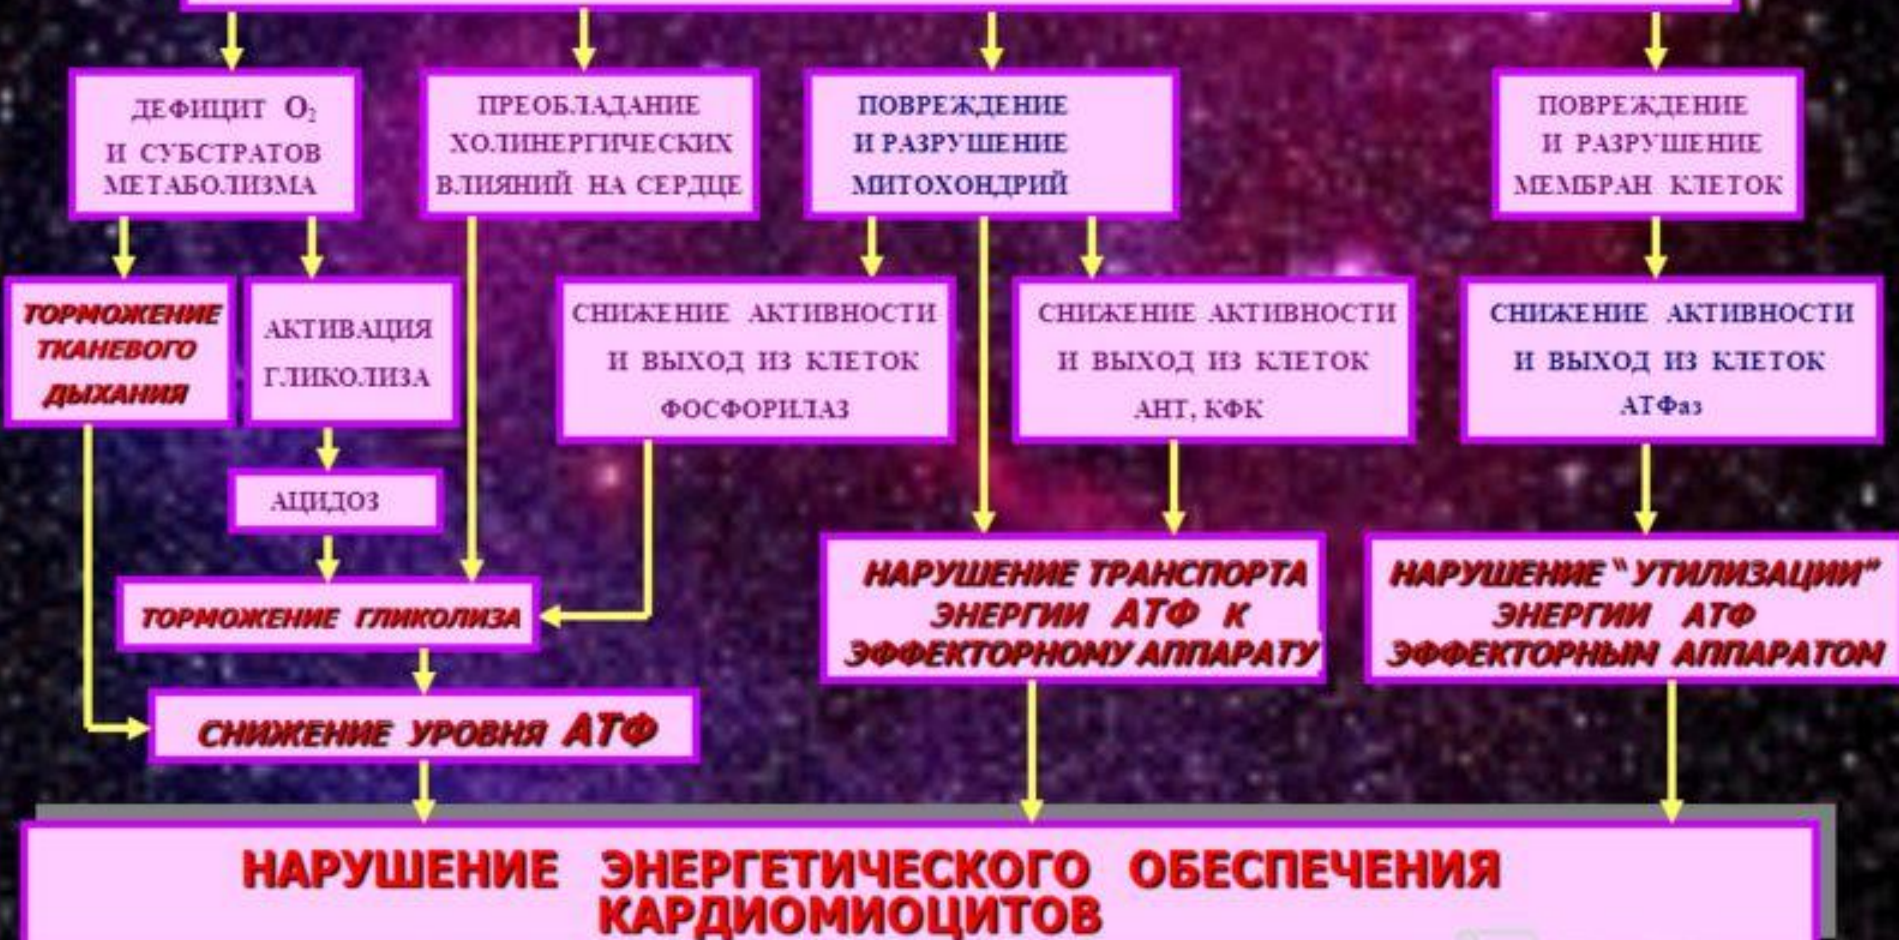 ДЕФИЦИТ О₂
И СУБСТРАТОВ
МЕТАБОЛИЗМА
ПРЕОБЛАДАНИЕ
ХОЛИНЕРГИЧЕСКИХ
ВЛИЯНИЙ НА СЕРДЦЕ
ПОВРЕЖДЕНИЕ
И РАЗРУШЕНИЕ
МИТОХОНДРИЙ
ПОВРЕЖДЕНИЕ
И РАЗРУШЕНИЕ
МЕМБРАН КЛЕТОК
ТОРМОЖЕНИЕ
ТКАНЕВОГО
ДЫХАНИЯ
АКТИВАЦИЯ
ГЛИКОЛИЗА
СНИЖЕНИЕ АКТИВНОСТИ
И ВЫХОД ИЗ КЛЕТОК
ФОСФОРИЛАЗ
СНИЖЕНИЕ АКТИВНОСТИ
И ВЫХОД ИЗ КЛЕТОК
АНТ, КФК
СНИЖЕНИЕ АКТИВНОСТИ
И ВЫХОД ИЗ КЛЕТОК
АТФаз
АЦИДОЗ
ТОРМОЖЕНИЕ ГЛИКОЛИЗА
НАРУШЕНИЕ ТРАНСПОРТА
ЭНЕРГИИ АТФ К
ЭФФЕКТОРНОМУ АППАРАТУ
НАРУШЕНИЕ “УТИЛИЗАЦИИ”
ЭНЕРГИИ АТФ
ЭФФЕКТОРНЫМ АППАРАТОМ
СНИЖЕНИЕ УРОВНЯ АТФ
НАРУШЕНИЕ ЭНЕРГЕТИЧЕСКОГО ОБЕСПЕЧЕНИЯ
КАРДИОМИОЦИТОВ